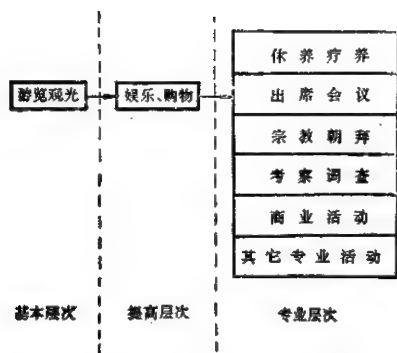 休养疗养
游览观光
娱乐、购物
出席会议
宗教朝拜
考察调查
商业活动
其它专业活动
基本层次
提高层次
专业层次